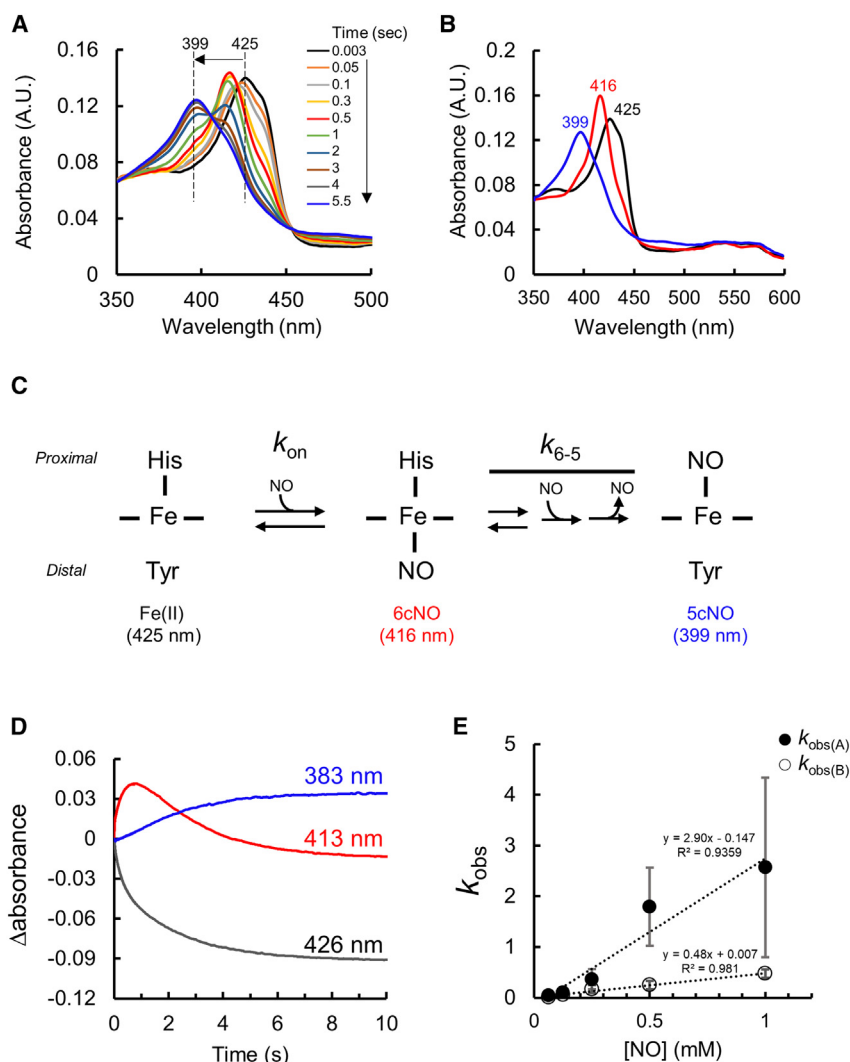 A
Time (sec)
399
425
0.003
0.05
0.1
0.3
0.5
1
2
3
4
5.5
0.16
0.12
0.08
0.04
0
Absorbance (A.U.)
350
400
450
500
Wavelength (nm)
B
0.2
0.16
0.12
0.08
0.04
0
Absorbance (A.U.)
416
425
399
350
400
450
500
550
600
Wavelength (nm)
C
Proximal
His
kon
NO
Fe
Distal
Tyr
Fe(II)
(425 nm)
His
Fe
NO
6cNO
(416 nm)
k6-5
NO
NO
NO
Fe
Tyr
5cNO
(399 nm)
D
0.06
0.03
0
-0.03
-0.06
-0.09
-0.12
Δabsorbance
383 nm
413 nm
426 nm
0
2
4
6
8
10
Time (s)
E
kobs(A)
kobs(B)
5
4
3
2
1
0
kobs
y = 2.90x - 0.147
R² = 0.9359
y = 0.48x + 0.007
R² = 0.981
0
0.5
1
[NO] (mM)